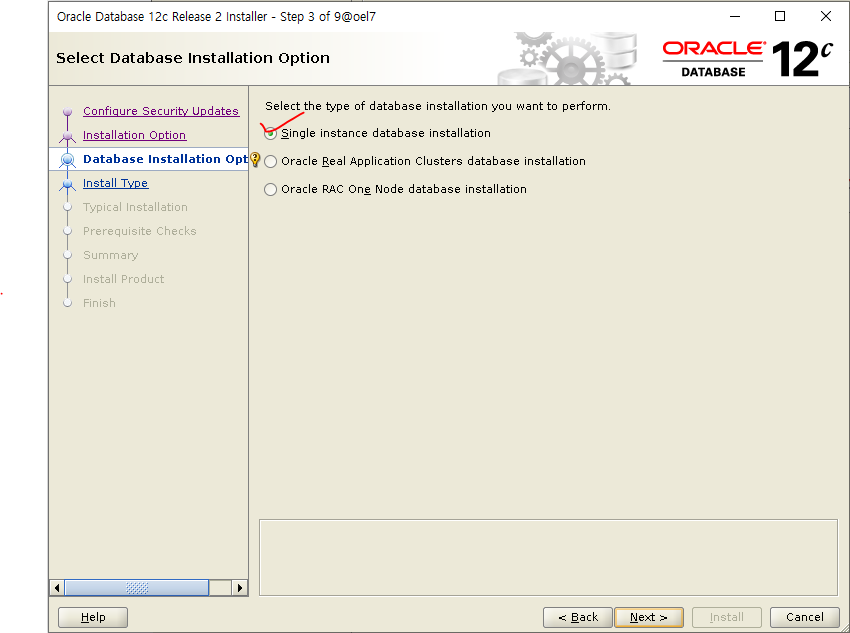 Oracle Database 12c Release 2 Installer - Step 3 of 9@oel7
Select Database Installation Option
ORACLE®
DATABASE
12c
Configure Security Updates
Installation Option
Database Installation Opt
Install Type
Typical Installation
Prerequisite Checks
Summary
Install Product
Finish
Select the type of database installation you want to perform.
Single instance database installation
Oracle Real Application Clusters database installation
Oracle RAC One Node database installation
Help
< Back
Next >
Install
Cancel